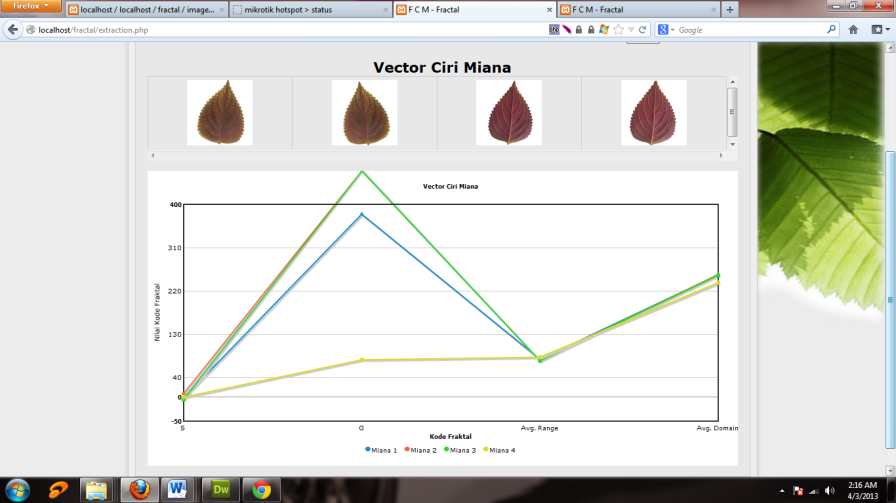 Firefox
localhost / localhost / fractal / image...
mikrotik hotspot > status
F C M - Fractal
F C M - Fractal
localhost/fractal/extraction.php
Google
Vector Ciri Miana
Vector Ciri Miana
400
310
220
130
40
0
-50
Nilai Kode Fraktal
S
G
Avg. Range
Avg. Domain
Kode Fraktal
Miana 1
Miana 2
Miana 3
Miana 4
W
Dw
2:16 AM
4/3/2013